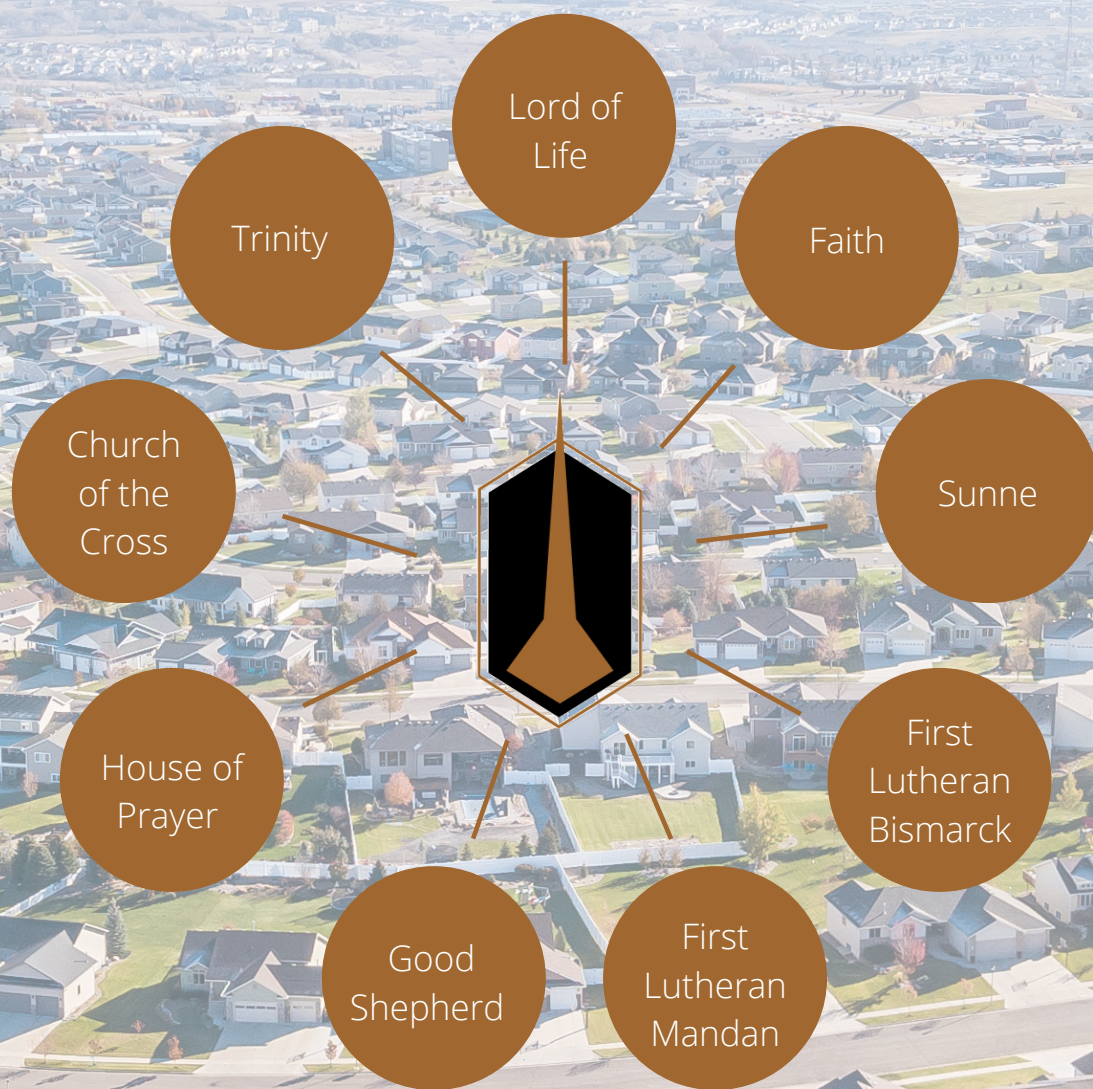 Lord of
Life
Trinity
Faith
Church
of the
Cross
Sunne
House of
Prayer
First
Lutheran
Bismarck
Good
Shepherd
First
Lutheran
Mandan